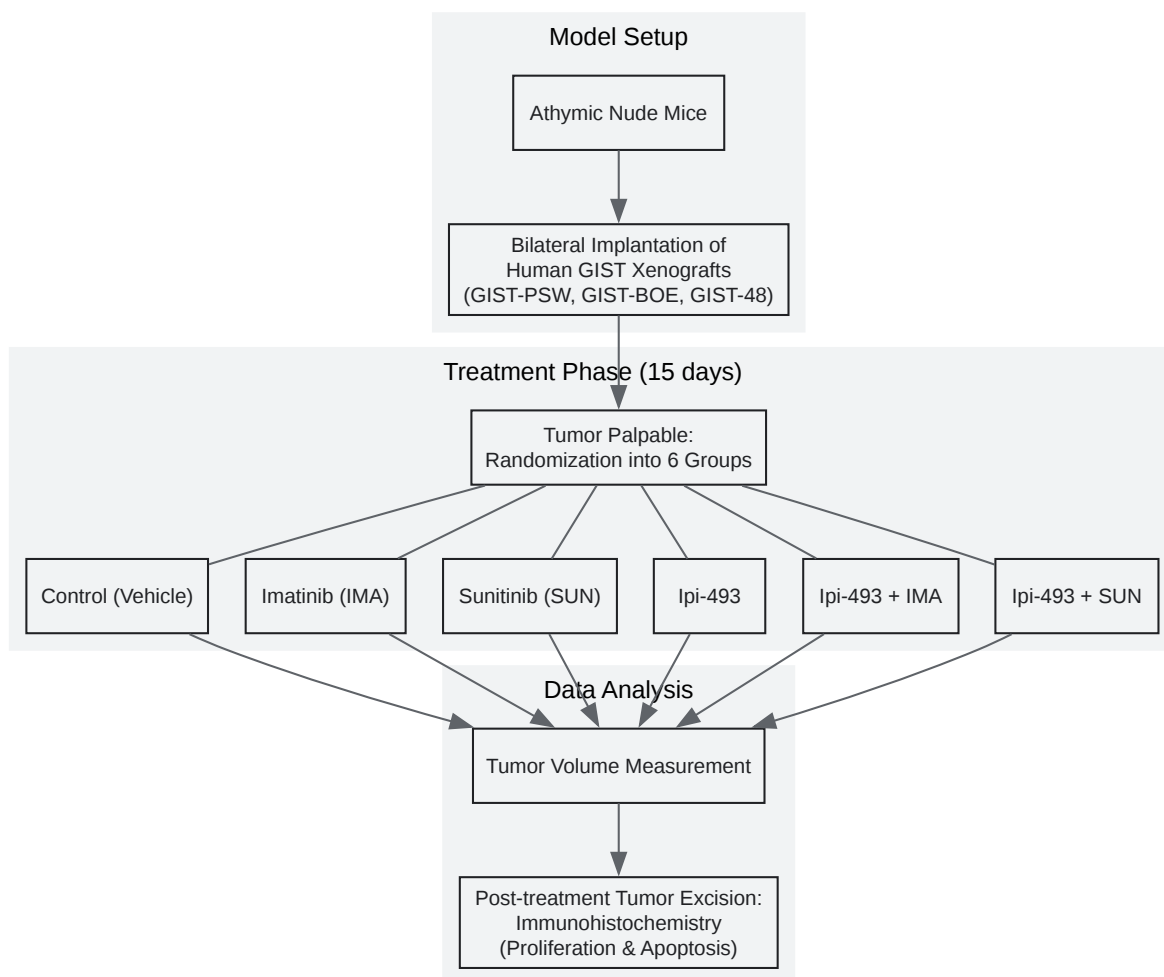 Model Setup
Athymic Nude Mice
Bilateral Implantation of
Human GIST Xenografts
(GIST-PSW, GIST-BOE, GIST-48)
Treatment Phase (15 days)
Tumor Palpable:
Randomization into 6 Groups
Control (Vehicle)
Imatinib (IMA)
Sunitinib (SUN)
Ipi-493
Ipi-493 + IMA
Ipi-493 + SUN
Data Analysis
Tumor Volume Measurement
Post-treatment Tumor Excision:
Immunohistochemistry
(Proliferation & Apoptosis)